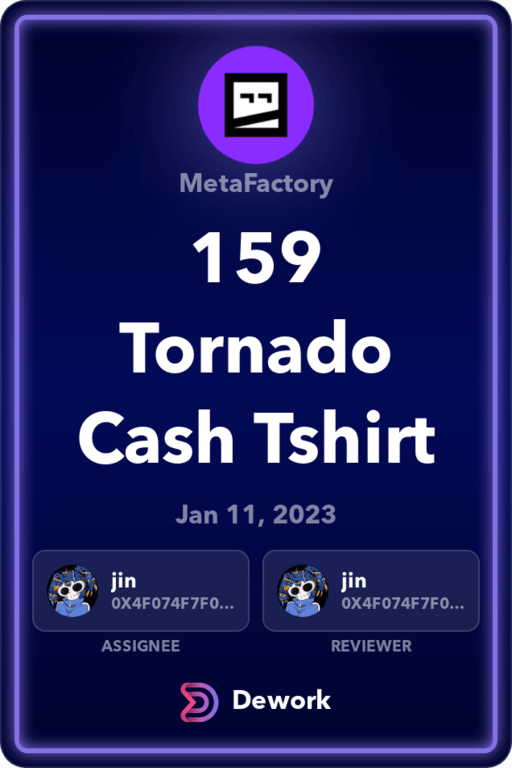 MetaFactory
159
Tornado
Cash Tshirt
Jan 11, 2023
jin
0X4F074F7F0...
ASSIGNEE
jin
0X4F074F7F0...
REVIEWER
Dework